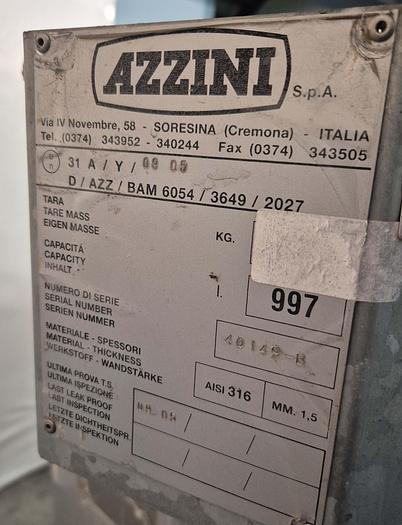 AZZINI S.p.A.
Via IV Novembre, 58 - SORESINA (Cremona) - ITALIA
Tel. (0374) 343952 - 340244 Fax (0374) 343505
u n 31 A / Y /
D / AZZ / BAM 6054 / 3649 / 2027
TARA
TARE MASS KG.
EIGEN MASSE
CAPACITÀ
CAPACITY l. 997
INHALT
NUMERO DI SERIE
SERIAL NUMBER 40149-B
SERIEN NUMMER
MATERIALE - SPESSORI
MATERIAL - THICKNESS AISI 316 MM. 1,5
WERKSTOFF - WANDSTÄRKE
ULTIMA PROVA T.S.
ULTIMA ISPEZIONE
LAST LEAK PROOF / /
LAST INSPECTION
LETZTE DICHTHEITSPR. / /
LETZTE INSPEKTION